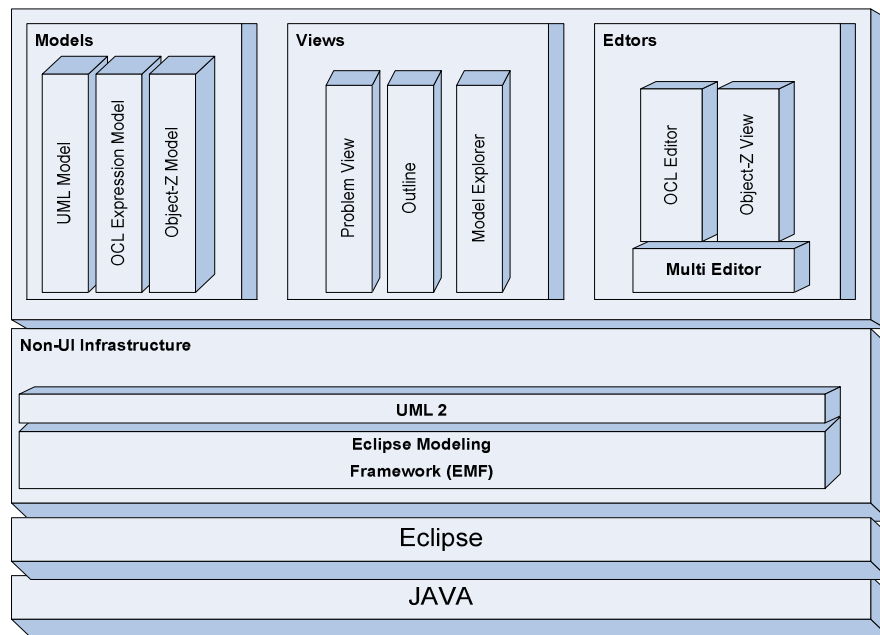 Models
UML Model
OCL Expression Model
Object-Z Model
Views
Problem View
Outline
Model Explorer
Edtors
OCL Editor
Object-Z View
Multi Editor
Non-UI Infrastructure
UML 2
Eclipse Modeling
Framework (EMF)
Eclipse
JAVA